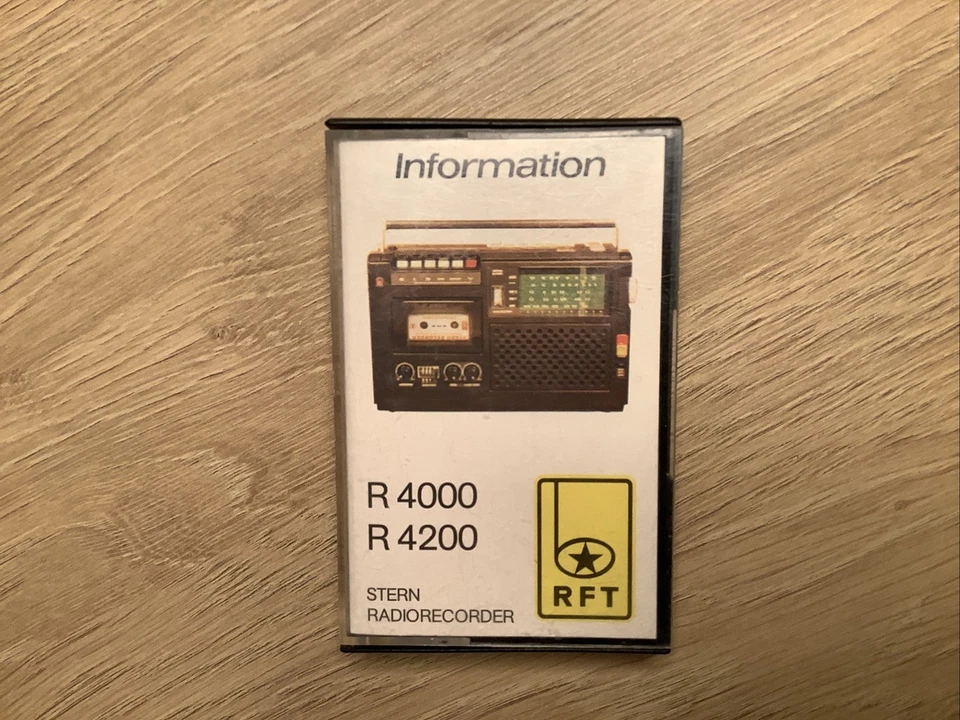 Information
R 4000
R 4200
STERN
RADIORECORDER
RFT